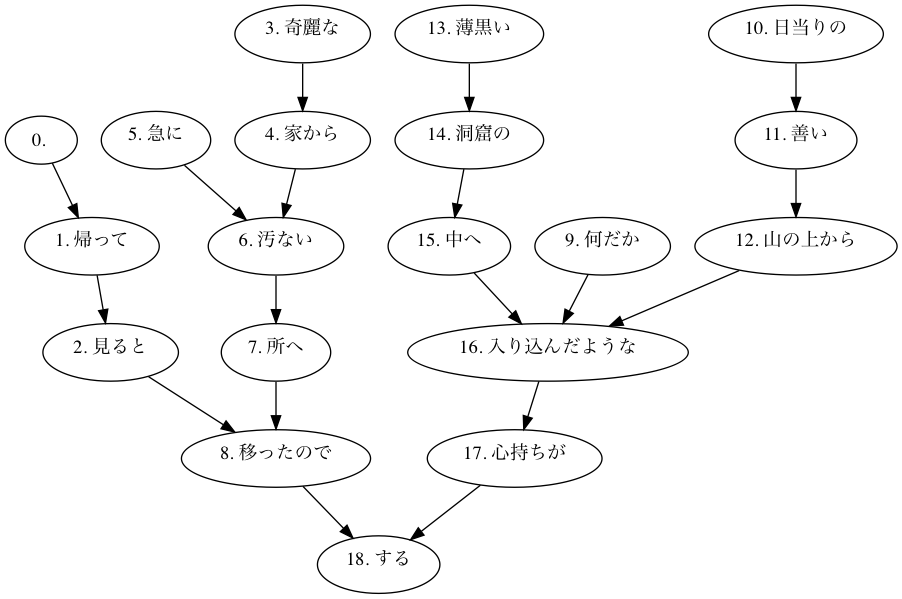 3. 奇麗な
13. 薄黒い
10. 日当りの
0.
5. 急に
4. 家から
14. 洞窟の
11. 善い
1. 帰って
6. 汚ない
15. 中へ
9. 何だか
12. 山の上から
2. 見ると
7. 所へ
16. 入り込んだような
8. 移ったので
17. 心持ちが
18. する